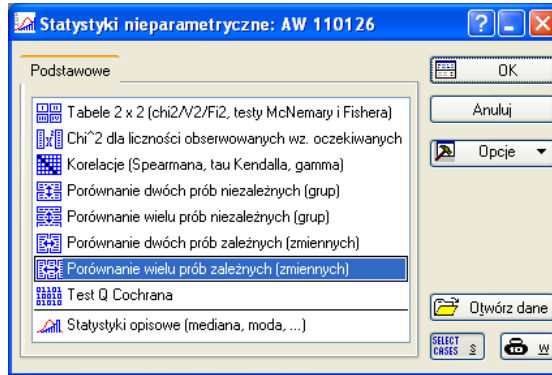 Statystyki nieparametryczne: AW 110126
Podstawowe
Tabele 2 x 2 (chi2/V2/Fi2, testy McNemary i Fishera)
Chi^2 dla liczności obserwowanych wz. oczekiwanych
Korelacje (Spearmana, tau Kendalla, gamma)
Porównanie dwóch prób niezależnych (grup)
Porównanie wielu prób niezależnych (grup)
Porównanie dwóch prób zależnych (zmiennych)
Porównanie wielu prób zależnych (zmiennych)
Test Q Cochrana
Statystyki opisowe (mediana, moda, ...)
OK
Anuluj
Opcje
Otwórz dane
SELECT CASES S
W